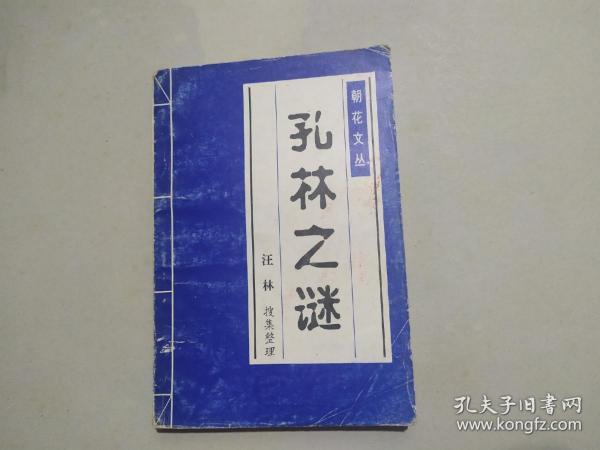 朝花文丛
孔林之谜
汪林 搜集整理
孔夫子旧书网
www.kongfz.com